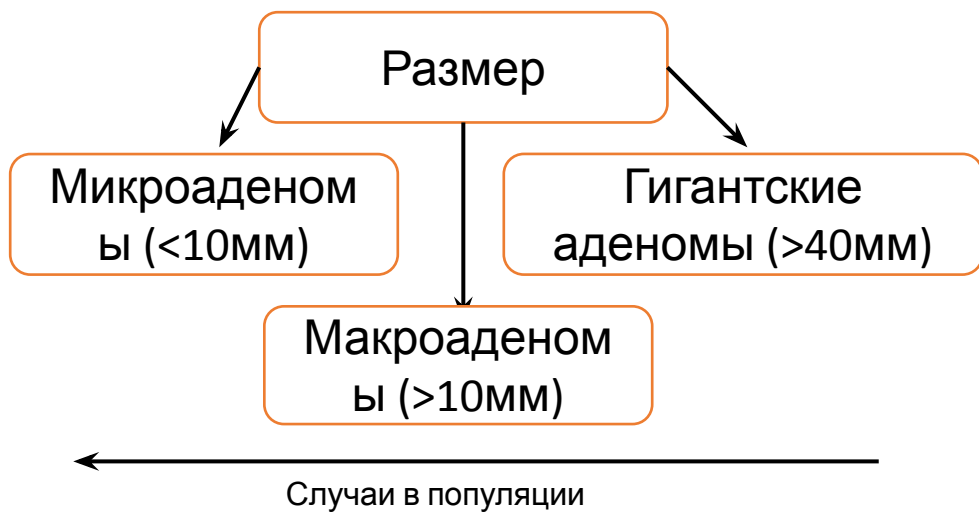 Размер
Микроаденом
ы (<10мм)
Гигантские
аденомы (>40мм)
Макроаденом
ы (>10мм)
Случаи в популяции